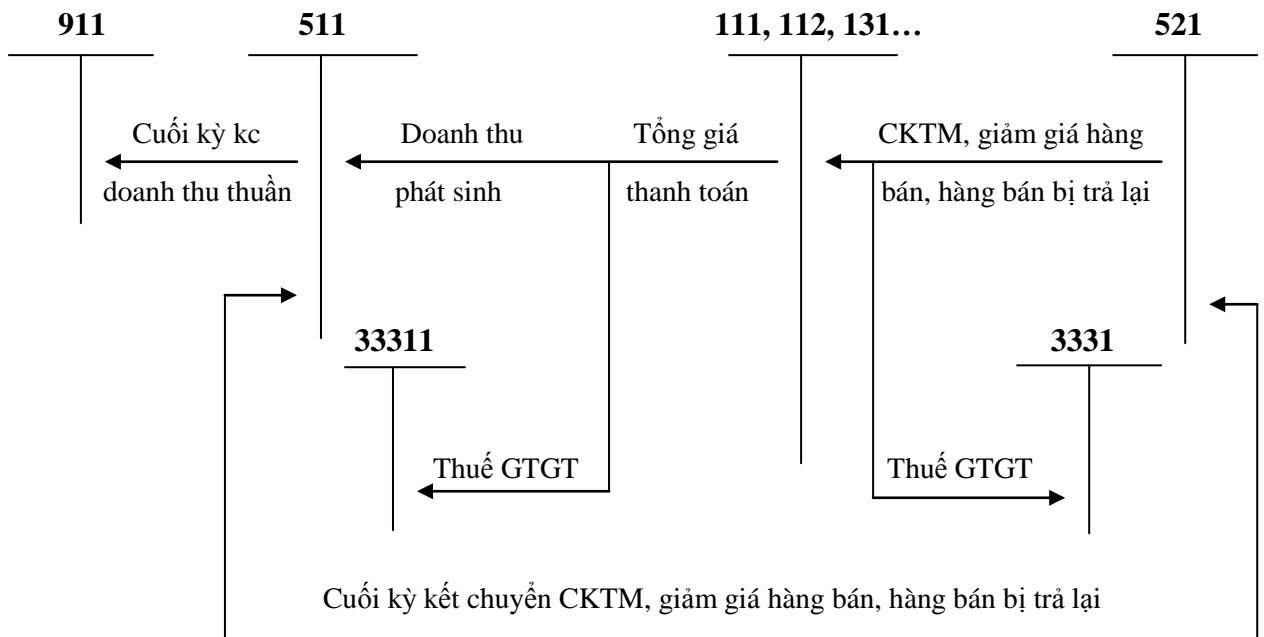 911 511 111, 112, 131… 521
Cuối kỳ kc Doanh thu Tổng giá CKTM, giảm giá hàng
doanh thu thuần phát sinh thanh toán bán, hàng bán bị trả lại
33311 3331
Thuế GTGT Thuế GTGT
Cuối kỳ kết chuyển CKTM, giảm giá hàng bán, hàng bán bị trả lại